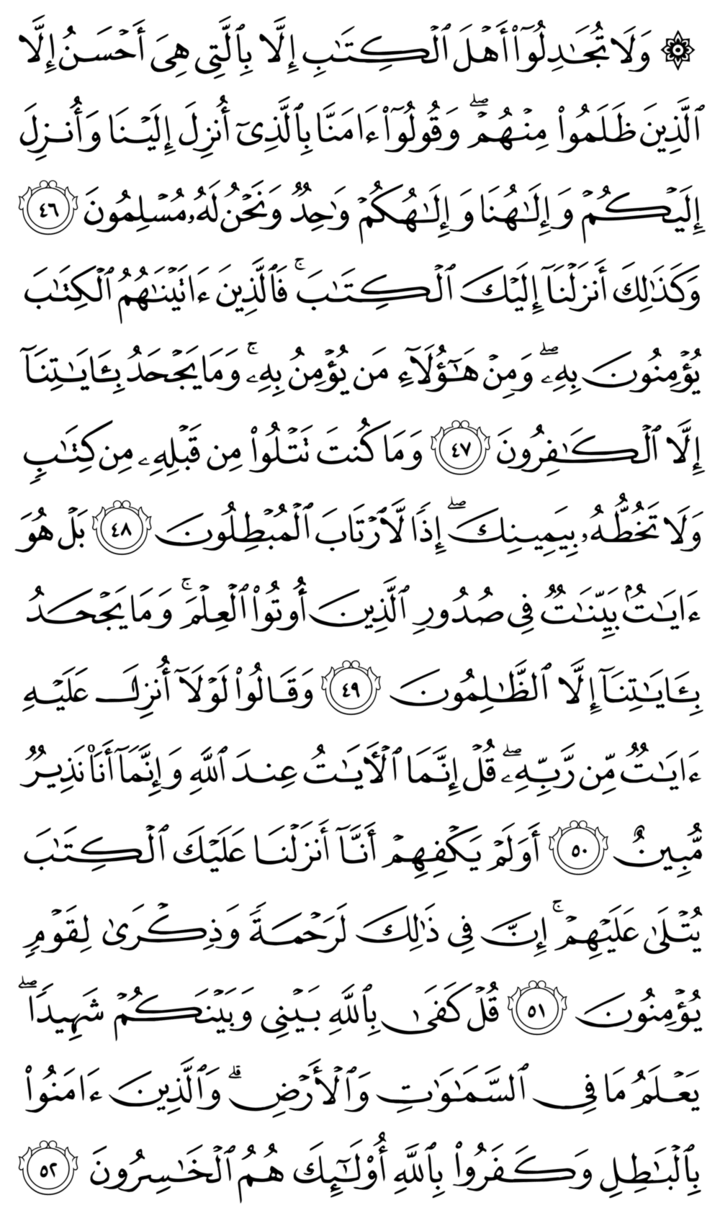 ۞ وَلَا تُجَٰدِلُوٓا۟ أَهْلَ ٱلْكِتَٰبِ إِلَّا بِٱلَّتِى هِىَ أَحْسَنُ إِلَّا
ٱلَّذِينَ ظَلَمُوا۟ مِنْهُمْ ۖ وَقُولُوٓا۟ ءَامَنَّا بِٱلَّذِىٓ أُنزِلَ إِلَيْنَا وَأُنزِلَ
إِلَيْكُمْ وَإِلَٰهُنَا وَإِلَٰهُكُمْ وَٰحِدٌ وَنَحْنُ لَهُۥ مُسْلِمُونَ ٤٦
وَكَذَٰلِكَ أَنزَلْنَآ إِلَيْكَ ٱلْكِتَٰبَ ۚ فَٱلَّذِينَ ءَاتَيْنَٰهُمُ ٱلْكِتَٰبَ
يُؤْمِنُونَ بِهِۦ ۖ وَمِنْ هَٰٓؤُلَآءِ مَن يُؤْمِنُ بِهِۦ ۚ وَمَا يَجْحَدُ بِـَٔايَٰتِنَآ
إِلَّا ٱلْكَٰفِرُونَ ٤٧ وَمَا كُنتَ تَتْلُوا۟ مِن قَبْلِهِۦ مِن كِتَٰبٍ
وَلَا تَخُطُّهُۥ بِيَمِينِكَ ۖ إِذًا لَّٱرْتَابَ ٱلْمُبْطِلُونَ ٤٨ بَلْ هُوَ
ءَايَٰتٌۢ بَيِّنَٰتٌ فِى صُدُورِ ٱلَّذِينَ أُوتُوا۟ ٱلْعِلْمَ ۚ وَمَا يَجْحَدُ
بِـَٔايَٰتِنَآ إِلَّا ٱلظَّٰلِمُونَ ٤٩ وَقَالُوا۟ لَوْلَآ أُنزِلَ عَلَيْهِ
ءَايَٰتٌ مِّن رَّبِّهِۦ ۖ قُلْ إِنَّمَا ٱلْـَٔايَٰتُ عِندَ ٱللَّهِ وَإِنَّمَآ أَنَا۠ نَذِيرٌ
مُّبِينٌ ٥٠ أَوَلَمْ يَكْفِهِمْ أَنَّآ أَنزَلْنَا عَلَيْكَ ٱلْكِتَٰبَ
يُتْلَىٰ عَلَيْهِمْ ۚ إِنَّ فِى ذَٰلِكَ لَرَحْمَةً وَذِكْرَىٰ لِقَوْمٍ
يُؤْمِنُونَ ٥١ قُلْ كَفَىٰ بِٱللَّهِ بَيْنِى وَبَيْنَكُمْ شَهِيدًا ۖ
يَعْلَمُ مَا فِى ٱلسَّمَٰوَٰتِ وَٱلْأَرْضِ ۗ وَٱلَّذِينَ ءَامَنُوا۟
بِٱلْبَٰطِلِ وَكَفَرُوا۟ بِٱللَّهِ أُو۟لَٰٓئِكَ هُمُ ٱلْخَٰسِرُونَ ٥٢